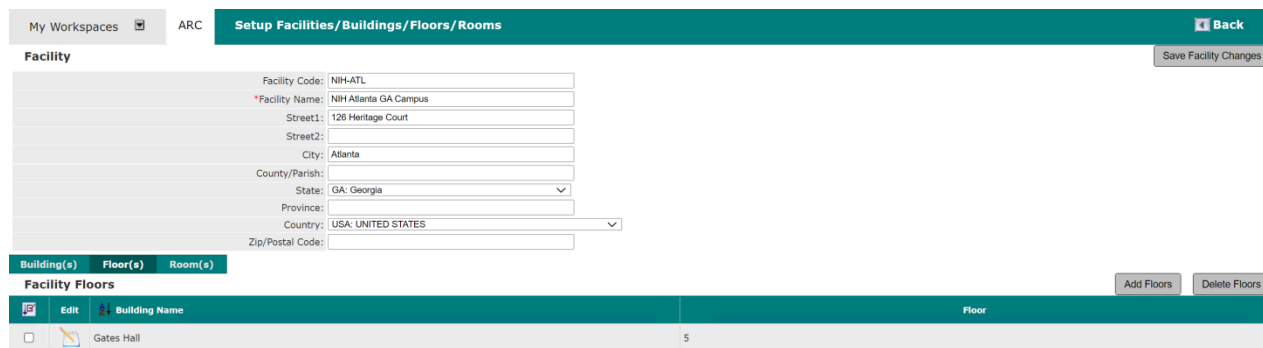 My Workspaces ARC Setup Facilities/Buildings/Floors/Rooms Back
Facility Save Facility Changes
Facility Code: NIH-ATL
*Facility Name: NIH Atlanta GA Campus
Street1: 126 Heritage Court
Street2:
City: Atlanta
County/Parish:
State: GA: Georgia
Province:
Country: USA: UNITED STATES
Zip/Postal Code:
Building(s) Floor(s) Room(s)
Facility Floors Add Floors Delete Floors
Edit Building Name Floor
Gates Hall 5